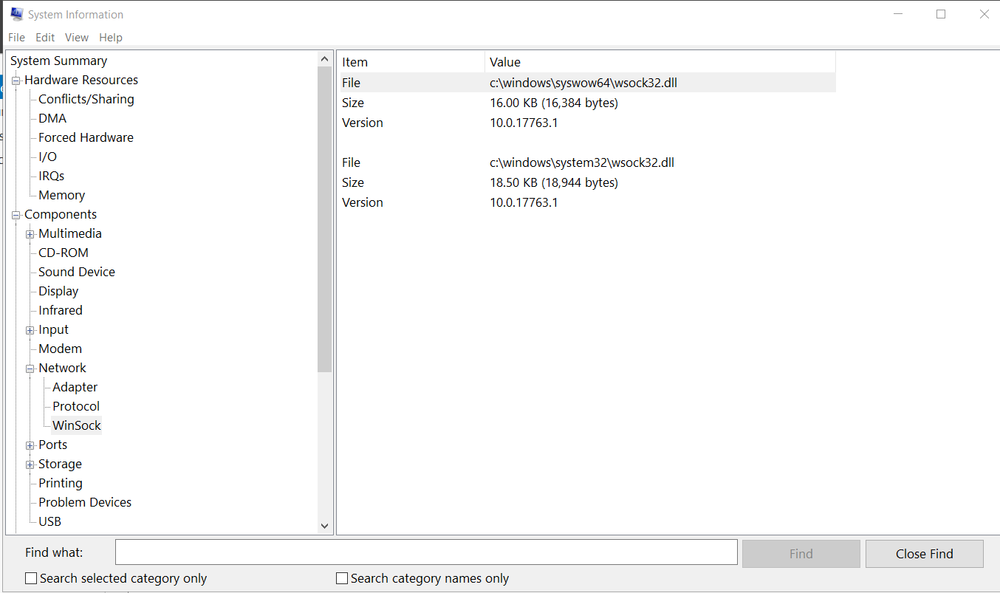 System Information
File Edit View Help
System Summary
Hardware Resources
Conflicts/Sharing
DMA
Forced Hardware
I/O
IRQs
Memory
Components
Multimedia
CD-ROM
Sound Device
Display
Infrared
Input
Modem
Network
Adapter
Protocol
WinSock
Ports
Storage
Printing
Problem Devices
USB
Item Value
File c:\windows\syswow64\wsock32.dll
Size 16.00 KB (16,384 bytes)
Version 10.0.17763.1
File c:\windows\system32\wsock32.dll
Size 18.50 KB (18,944 bytes)
Version 10.0.17763.1
Find what: Find Close Find
Search selected category only Search category names only